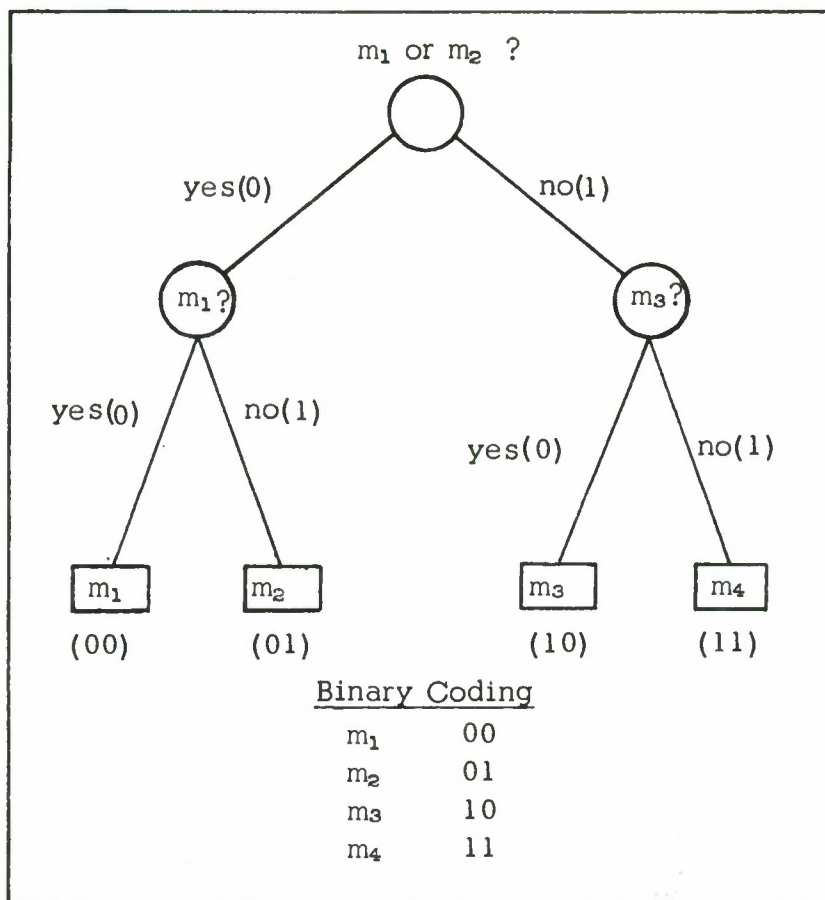 m₁ or m₂ ?
yes(0) no(1)
m₁? m₃?
yes(0) no(1) yes(0) no(1)
m₁ m₂ m₃ m₄
(00) (01) (10) (11)
Binary Coding
m₁ 00
m₂ 01
m₃ 10
m₄ 11